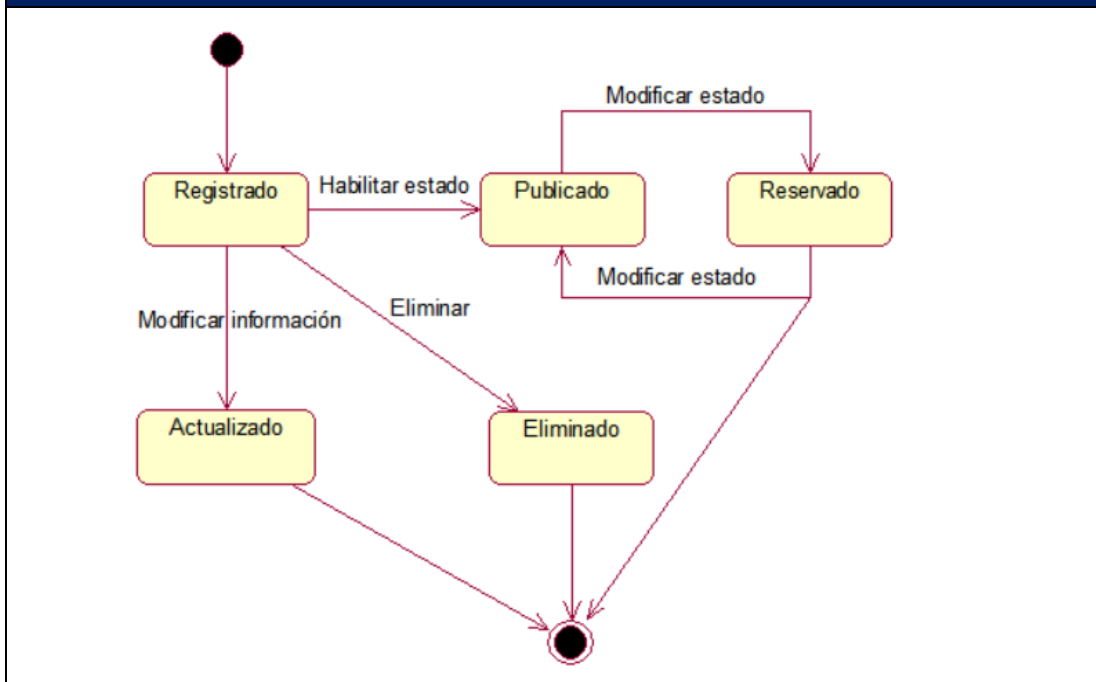 Modificar estado
Registrado
Habilitar estado
Publicado
Reservado
Modificar estado
Eliminar
Modificar información
Actualizado
Eliminado